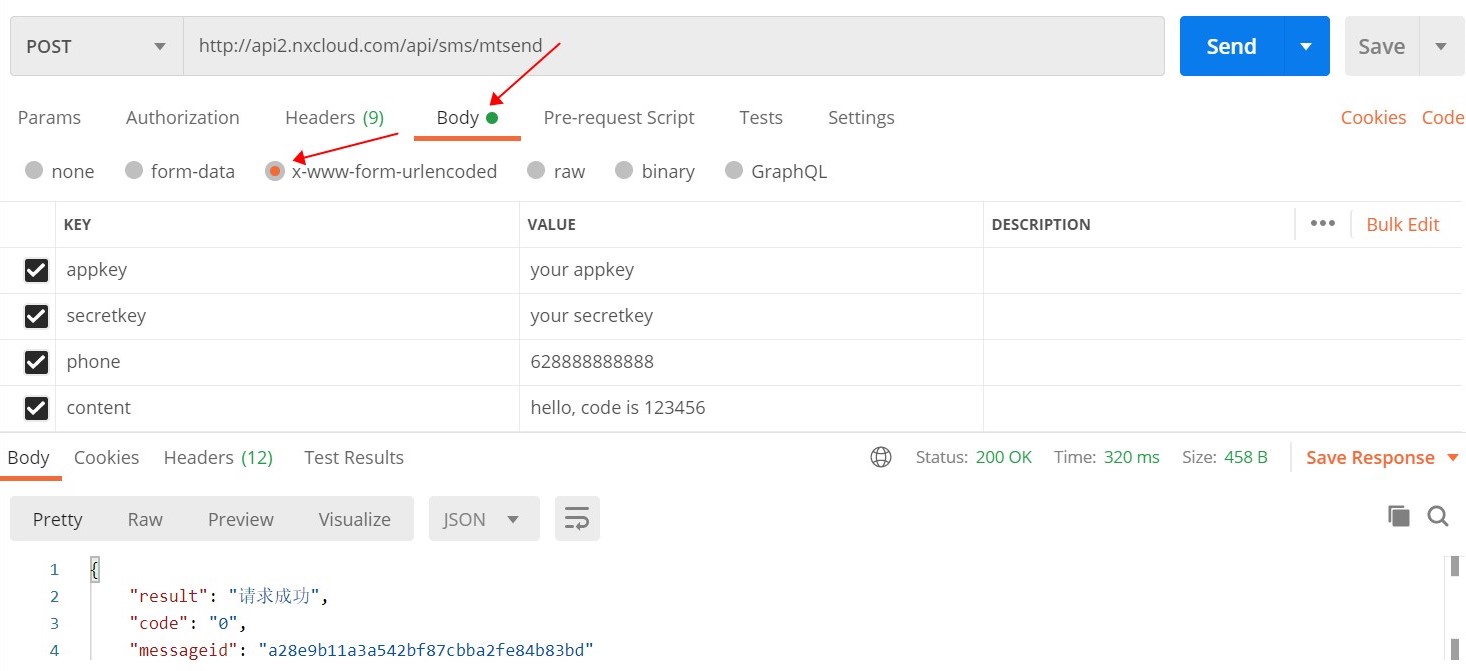 POST http://api2.nxcloud.com/api/sms/mtsend Send Save
Params Authorization Headers (9) Body Pre-request Script Tests Settings Cookies Code
none form-data x-www-form-urlencoded raw binary GraphQL
KEY VALUE DESCRIPTION ••• Bulk Edit
appkey your appkey
secretkey your secretkey
phone 628888888888
content hello, code is 123456
Body Cookies Headers (12) Test Results Status: 200 OK Time: 320 ms Size: 458 B Save Response
Pretty Raw Preview Visualize JSON
1 {
2 "result": "请求成功",
3 "code": "0",
4 "messageid": "a28e9b11a3a542bf87cbba2fe84b83bd"